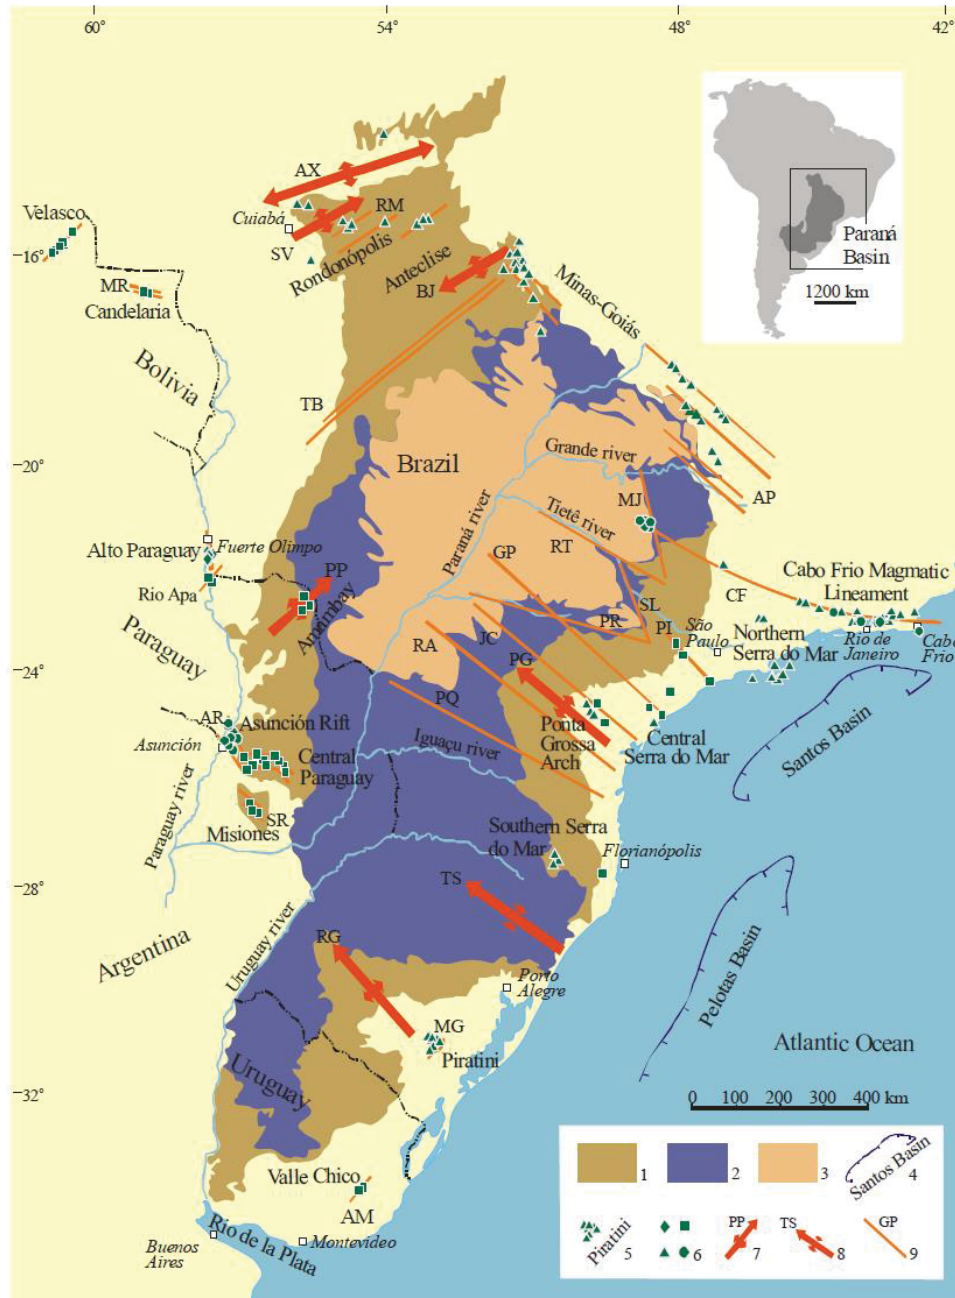 60°
54°
48°
42°
AX
Cuiabá
RM
SV
Rondonópolis
Anteclise
BJ
Velasco
16°
MR
Candelaria
Bolivia
Minas-Goiás
Paraná
Basin
1200 km
TB
Brazil
20°
Grande river
MJ
Tietê river
AP
Paraná river
GP
RT
Alto Paraguay
Fuerte Olimpo
Rio Apa
PP
Amambay
Paraguay
CF
Cabo Frio Magmatic
Lineament
SL
São
Paulo
PR
PI
Northern
Serra do Mar
Rio de
Janeiro
Cabo
Frio
24°
RA
JC
PG
PQ
Santos Basin
AR
Asunción Rift
Asunción
Central
Paraguay
Iguaçu river
Ponta
Grossa
Arch
Central
Serra do Mar
Paraguay river
SR
Misiones
Southern Serra
do Mar
Florianópolis
28°
TS
Argentina
Uruguay river
RG
Porto
Alegre
Pelotas Basin
MG
Piratini
Atlantic Ocean
Uruguay
32°
0 100 200 300 400 km
Valle Chico
AM
Rio de la Plata
Buenos
Aires
Montevideo
1
2
3
Santos Basin
4
Piratini
5
6
PP
7
TS
8
GP
9